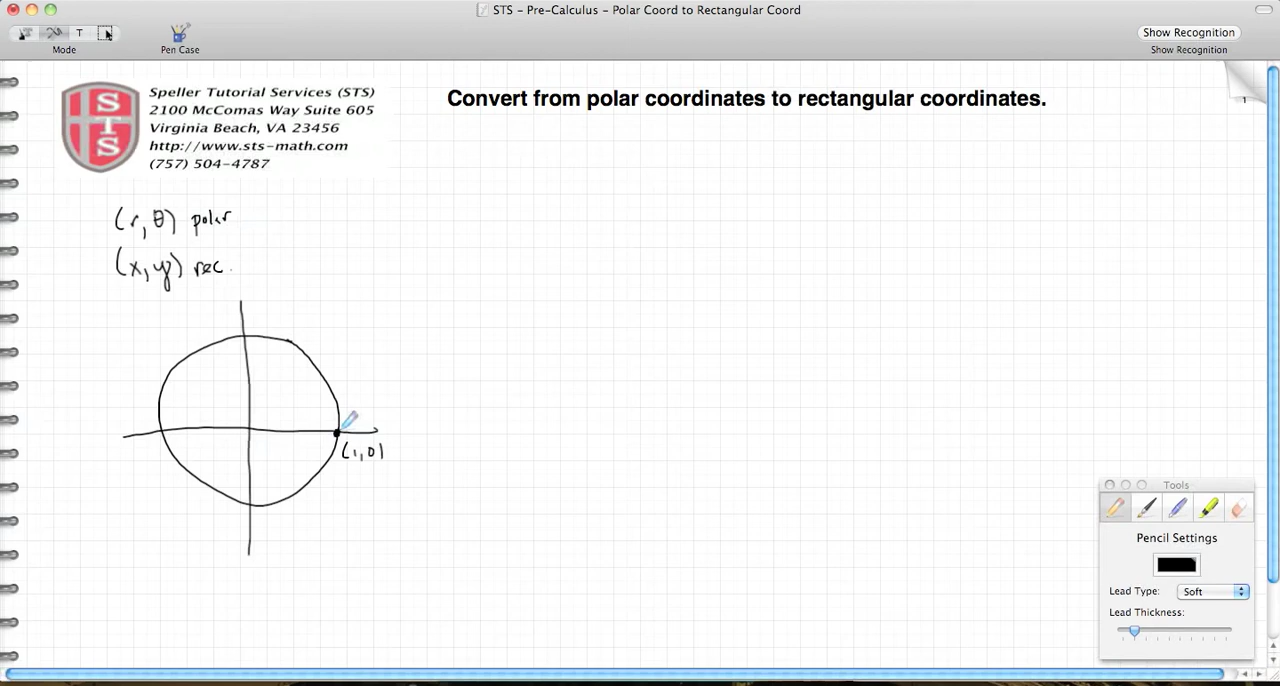 STS - Pre-Calculus - Polar Coord to Rectangular Coord
T
Mode
Pen Case
Show Recognition
Show Recognition
STS
Speller Tutorial Services (STS)
2100 McComas Way Suite 605
Virginia Beach, VA 23456
http://www.sts-math.com
(757) 504-4787
Convert from polar coordinates to rectangular coordinates.
1
(r, θ) polar
(x, y) rec.
(1, 0)
Tools
Pencil Settings
Lead Type: Soft
Lead Thickness: